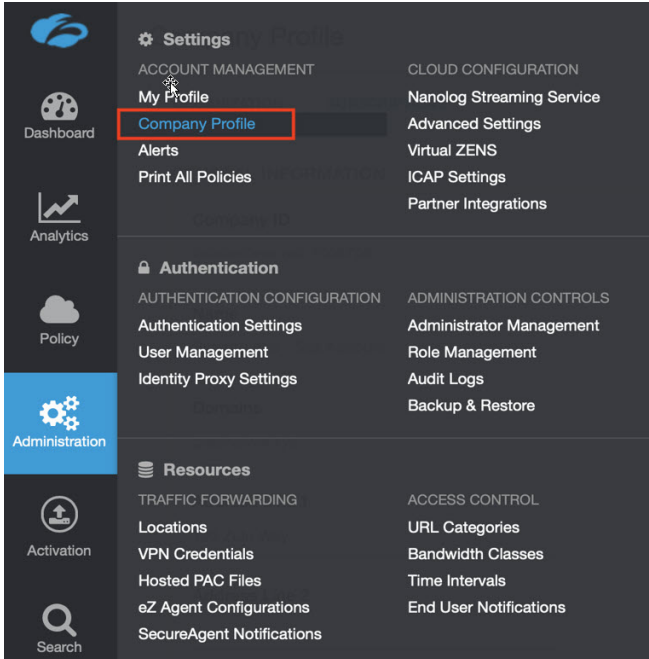 Dashboard
Analytics
Policy
Administration
Activation
Search
Settings
ACCOUNT MANAGEMENT
My Profile
Company Profile
Alerts
Print All Policies
CLOUD CONFIGURATION
Nanolog Streaming Service
Advanced Settings
Virtual ZENS
ICAP Settings
Partner Integrations
Authentication
AUTHENTICATION CONFIGURATION
Authentication Settings
User Management
Identity Proxy Settings
ADMINISTRATION CONTROLS
Administrator Management
Role Management
Audit Logs
Backup & Restore
Resources
TRAFFIC FORWARDING
Locations
VPN Credentials
Hosted PAC Files
eZ Agent Configurations
SecureAgent Notifications
ACCESS CONTROL
URL Categories
Bandwidth Classes
Time Intervals
End User Notifications